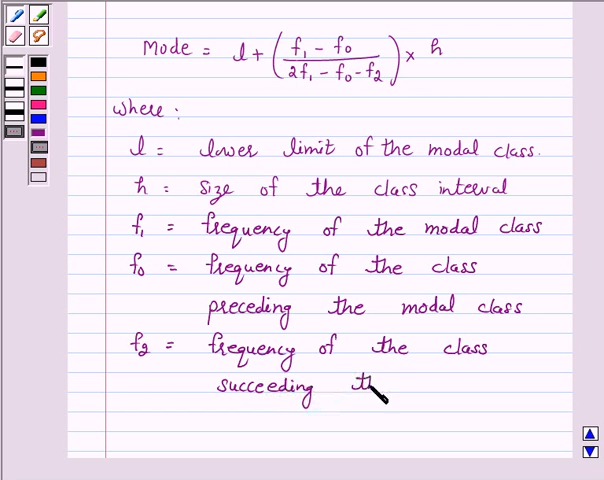 Mode = l + ( f₁ - f₀ / 2f₁ - f₀ - f₂ ) × h
where :
l = lower limit of the modal class.
h = size of the class interval
f₁ = frequency of the modal class
f₀ = frequency of the class
preceding the modal class
f₂ = frequency of the class
succeeding th